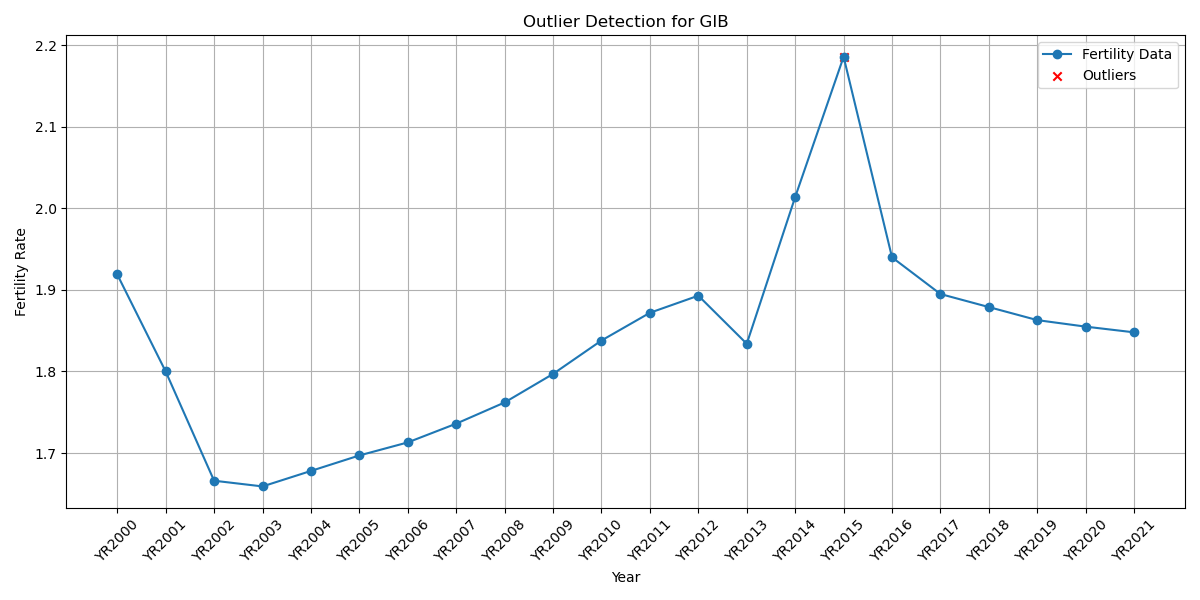 Outlier Detection for GIB
Fertility Data
Outliers
Fertility Rate
2.2
2.1
2.0
1.9
1.8
1.7
YR2000
YR2001
YR2002
YR2003
YR2004
YR2005
YR2006
YR2007
YR2008
YR2009
YR2010
YR2011
YR2012
YR2013
YR2014
YR2015
YR2016
YR2017
YR2018
YR2019
YR2020
YR2021
Year